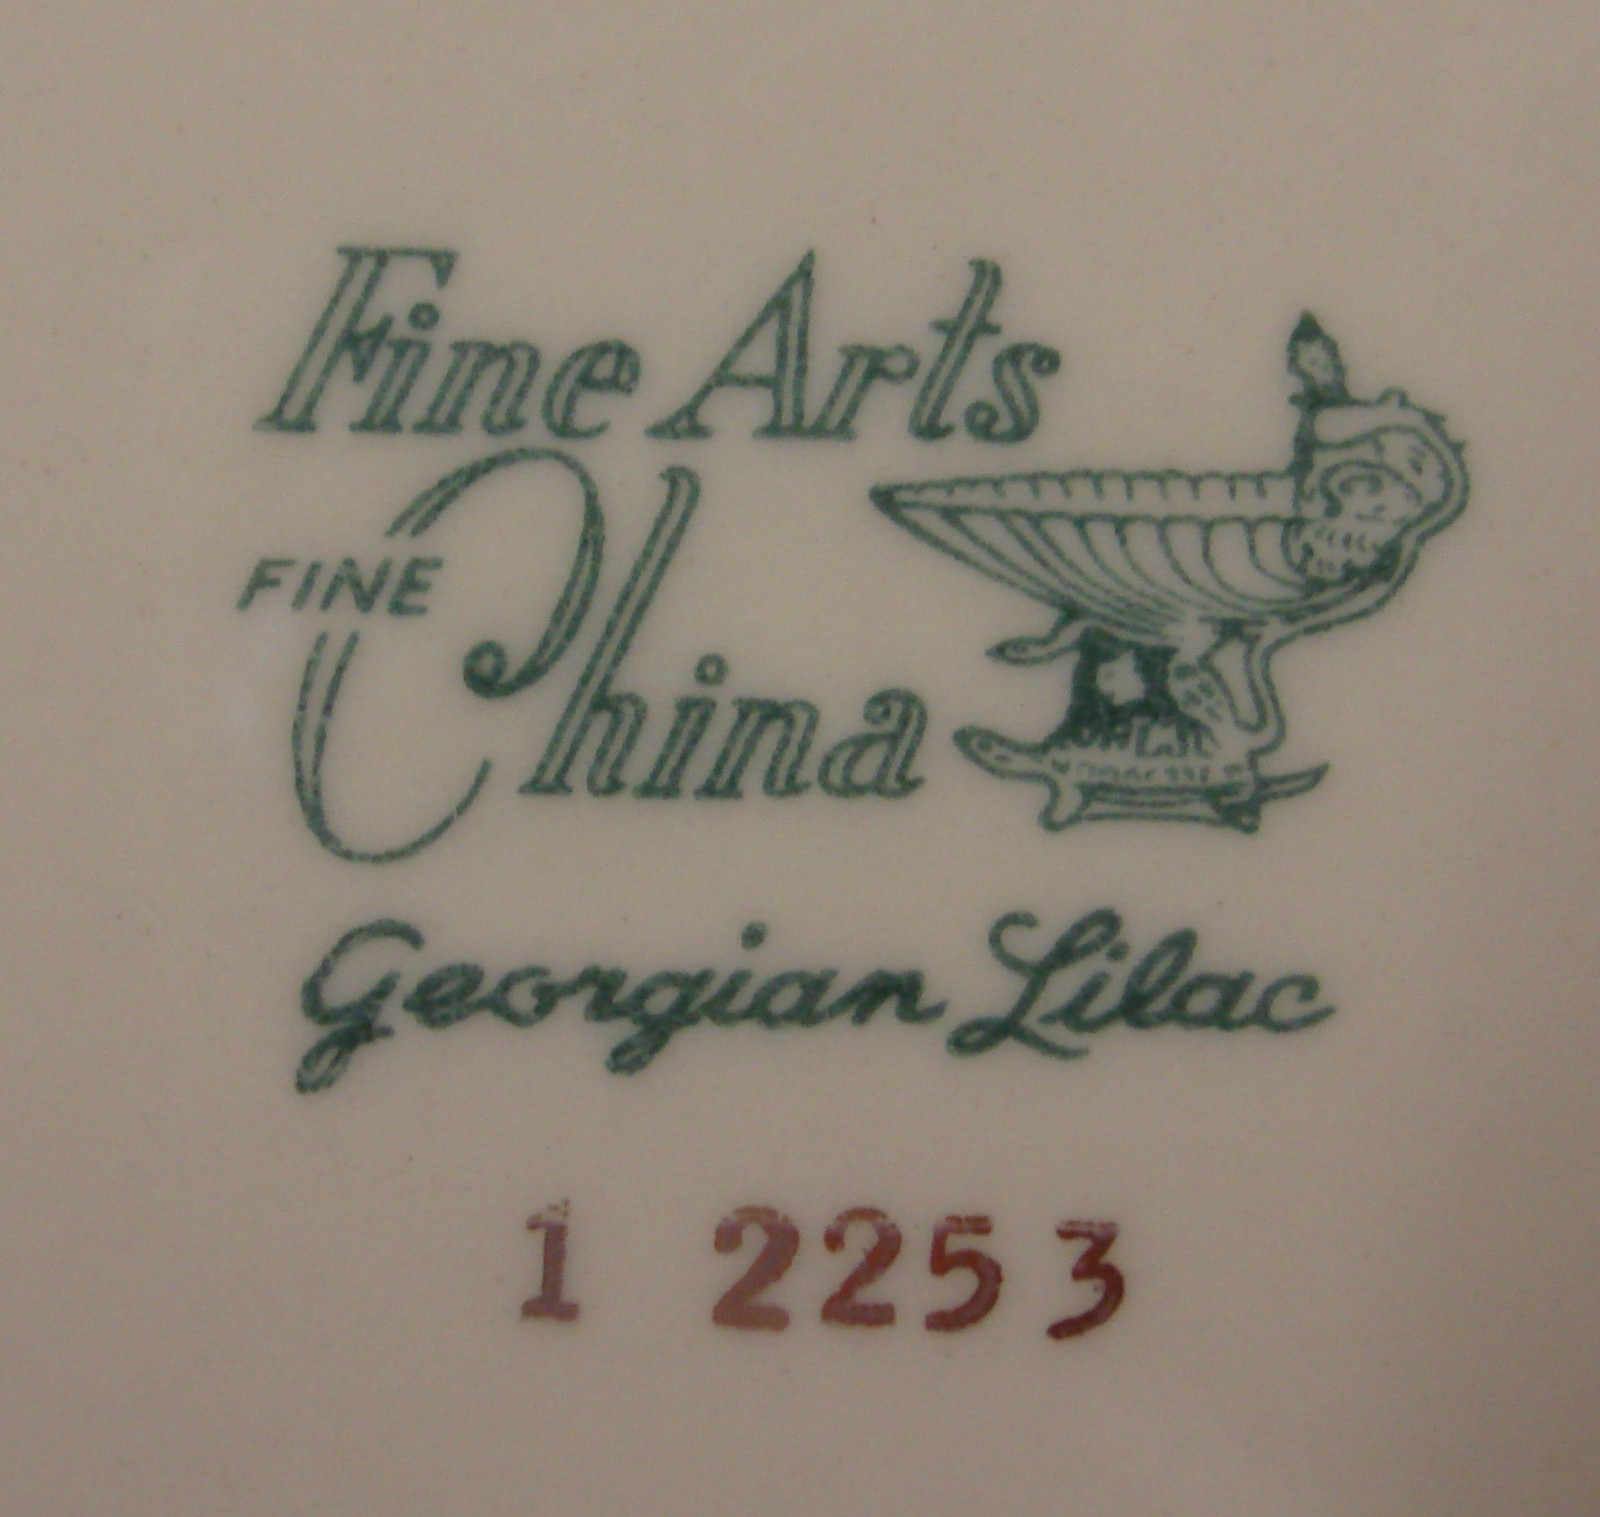 Fine Arts
FINE
China
Georgian Lilac
1 2253